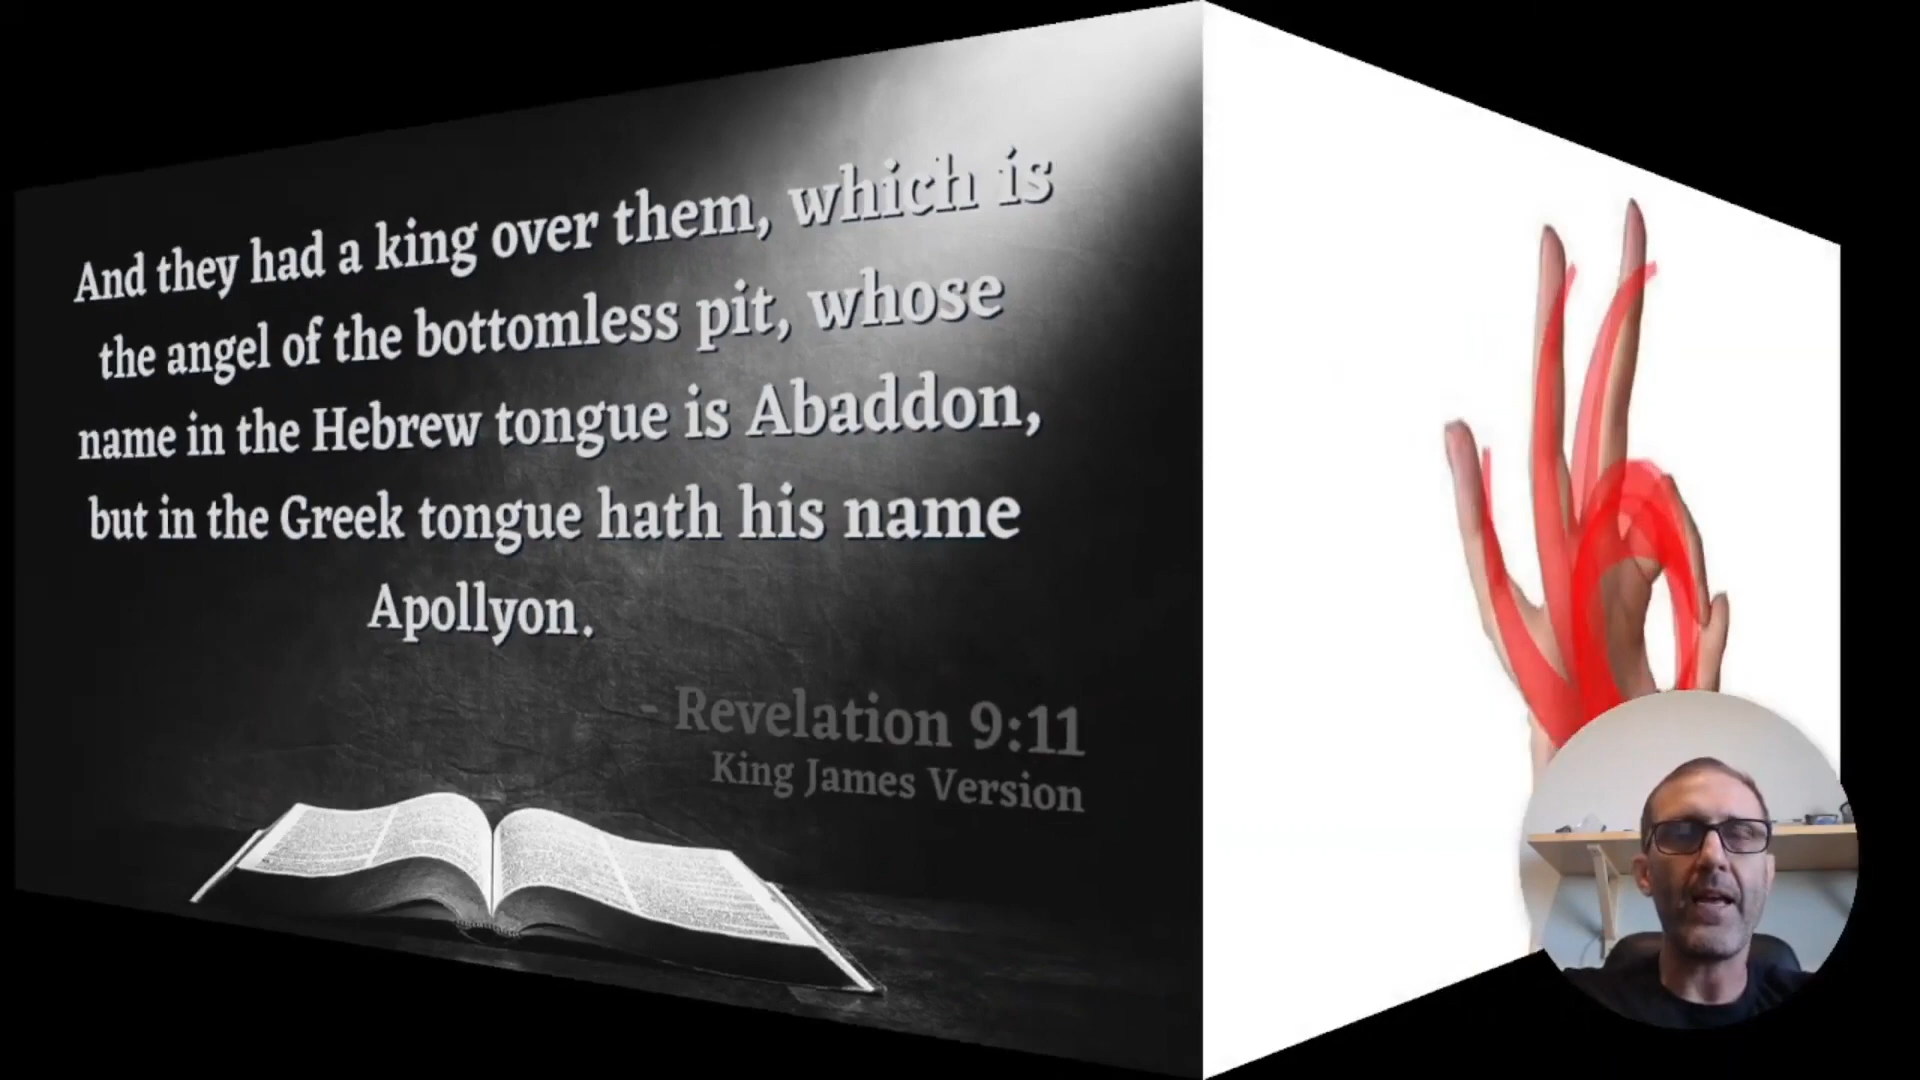 And they had a king over them, which is
the angel of the bottomless pit, whose
name in the Hebrew tongue is Abaddon,
but in the Greek tongue hath his name
Apollyon.
- Revelation 9:11
King James Version